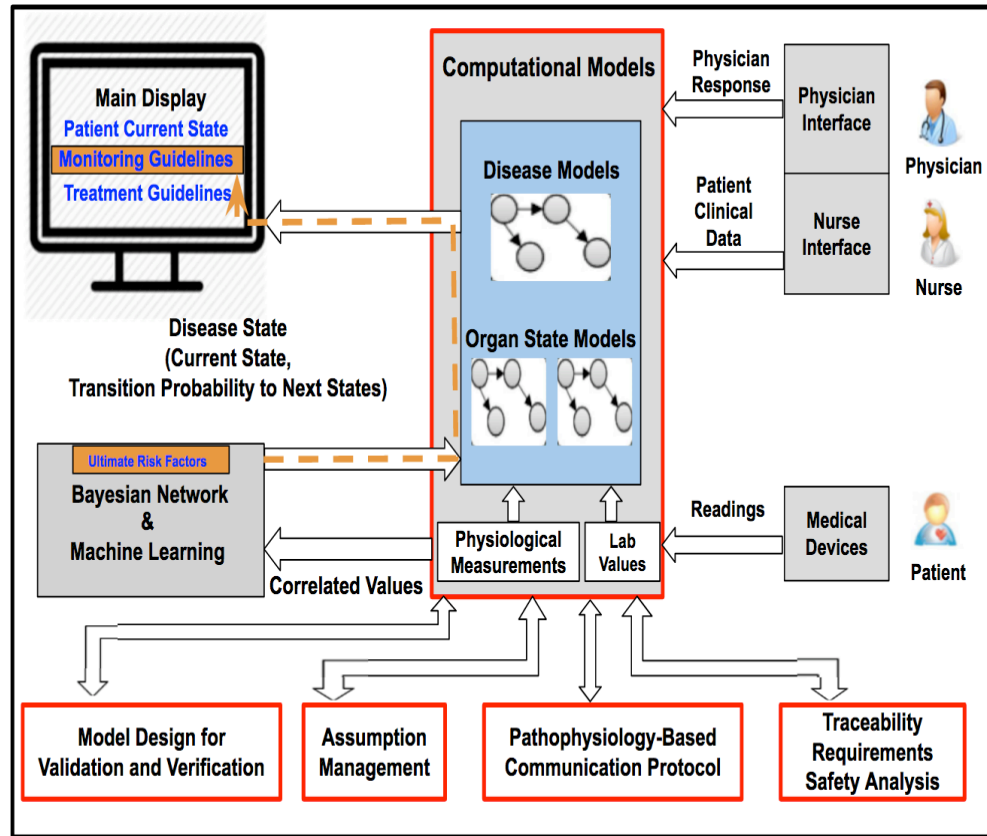 Main Display
Patient Current State
Monitoring Guidelines
Treatment Guidelines
Disease State
(Current State,
Transition Probability to Next States)
Ultimate Risk Factors
Bayesian Network
&
Machine Learning
Correlated Values
Computational Models
Disease Models
Organ State Models
Physiological
Measurements
Lab
Values
Physician
Response
Patient
Clinical
Data
Readings
Physician
Interface
Nurse
Interface
Medical
Devices
Physician
Nurse
Patient
Model Design for
Validation and Verification
Assumption
Management
Pathophysiology-Based
Communication Protocol
Traceability
Requirements
Safety Analysis